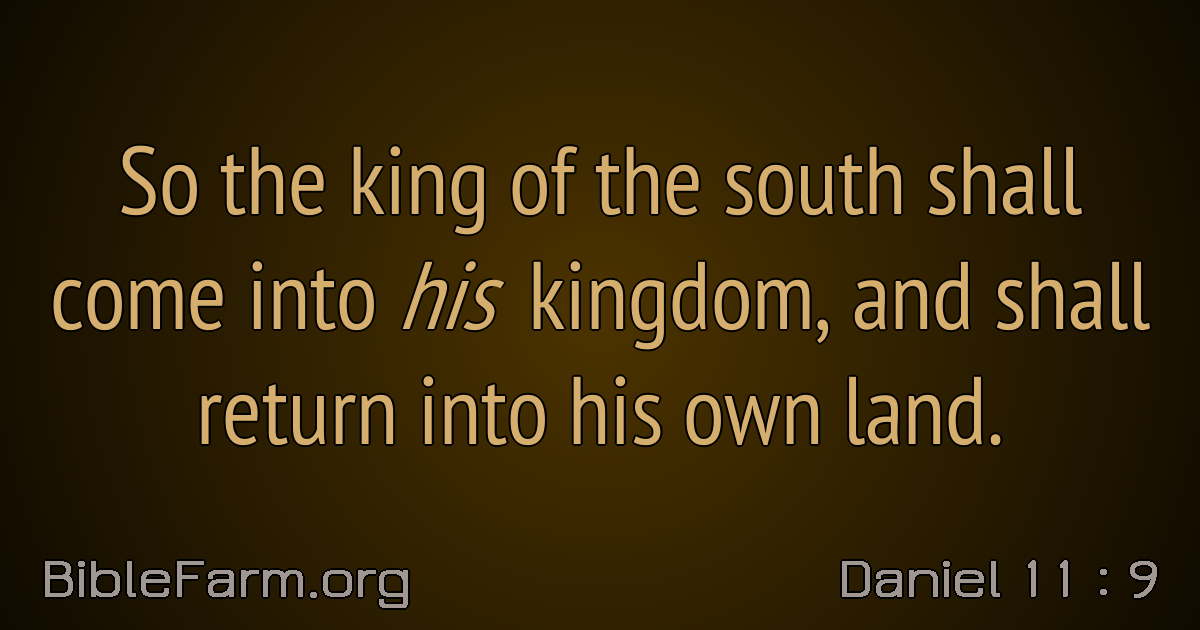 So the king of the south shall
come into his kingdom, and shall
return into his own land.
BibleFarm.org
Daniel 11 : 9